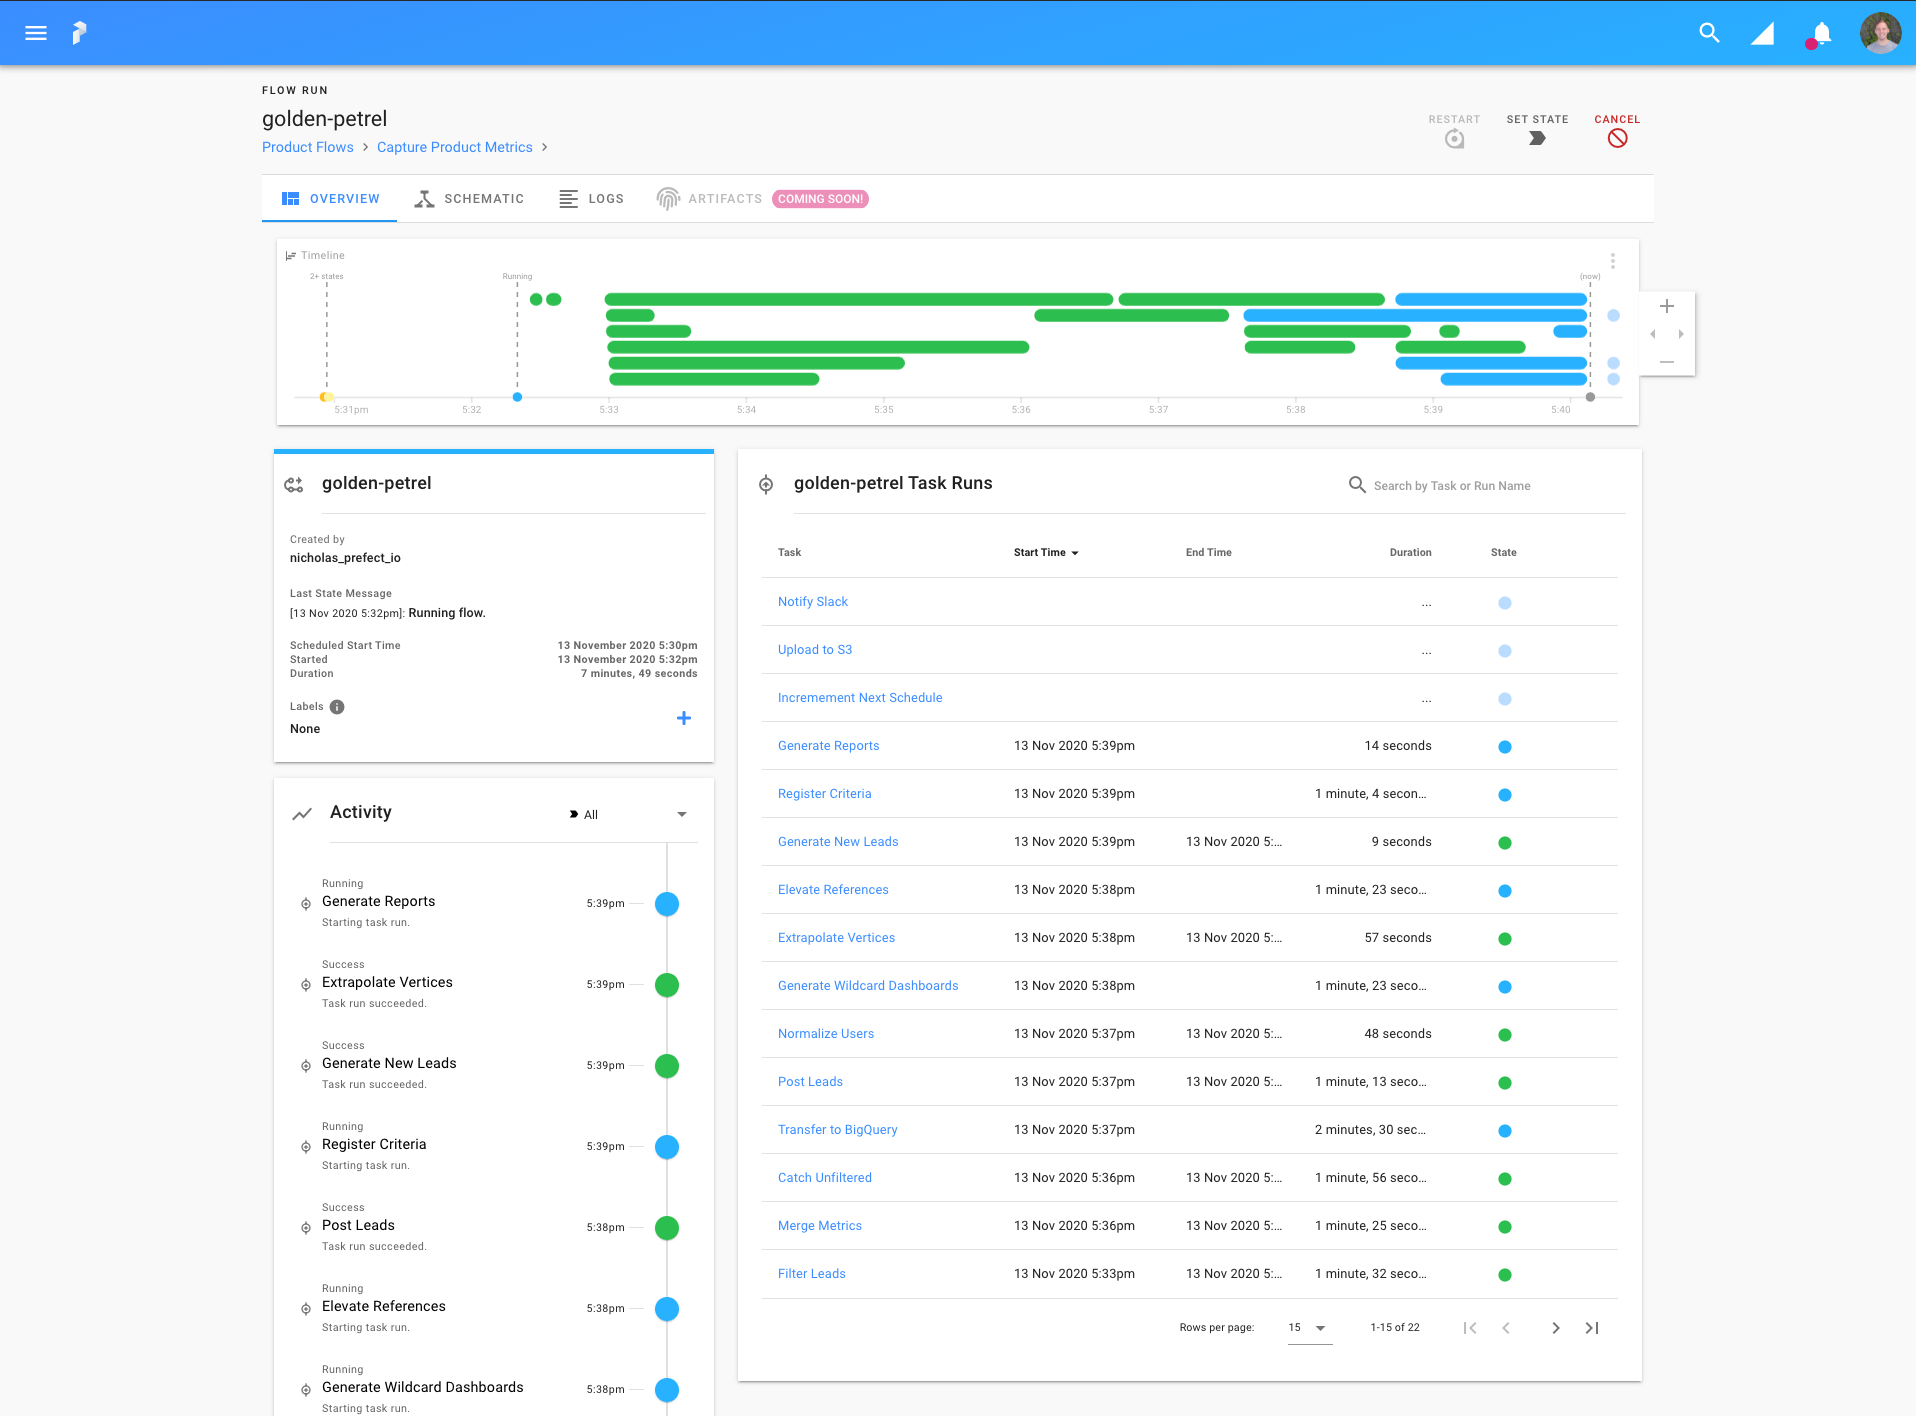 FLOW RUN
golden-petrel
Product Flows > Capture Product Metrics >
RESTART
SET STATE
CANCEL
OVERVIEW
SCHEMATIC
LOGS
ARTIFACTS
COMING SOON!
Timeline
2+ states
Running
(now)
5:31pm 5:32 5:33 5:34 5:35 5:36 5:37 5:38 5:39 5:40
golden-petrel
Created by
nicholas_prefect_io
Last State Message
[13 Nov 2020 5:32pm]: Running flow.
Scheduled Start Time 13 November 2020 5:30pm
Started 13 November 2020 5:32pm
Duration 7 minutes, 49 seconds
Labels
None
Activity
All
Running
Generate Reports
Starting task run.
5:39pm
Success
Extrapolate Vertices
Task run succeeded.
5:39pm
Success
Generate New Leads
Task run succeeded.
5:39pm
Running
Register Criteria
Starting task run.
5:39pm
Success
Post Leads
Task run succeeded.
5:38pm
Running
Elevate References
Starting task run.
5:38pm
Running
Generate Wildcard Dashboards
Starting task run.
5:38pm
golden-petrel Task Runs
Search by Task or Run Name
Task Start Time End Time Duration State
Notify Slack ...
Upload to S3 ...
Incremement Next Schedule ...
Generate Reports 13 Nov 2020 5:39pm 14 seconds
Register Criteria 13 Nov 2020 5:39pm 1 minute, 4 secon...
Generate New Leads 13 Nov 2020 5:39pm 13 Nov 2020 5:... 9 seconds
Elevate References 13 Nov 2020 5:38pm 1 minute, 23 seco...
Extrapolate Vertices 13 Nov 2020 5:38pm 13 Nov 2020 5:... 57 seconds
Generate Wildcard Dashboards 13 Nov 2020 5:38pm 1 minute, 23 seco...
Normalize Users 13 Nov 2020 5:37pm 13 Nov 2020 5:... 48 seconds
Post Leads 13 Nov 2020 5:37pm 13 Nov 2020 5:... 1 minute, 13 seco...
Transfer to BigQuery 13 Nov 2020 5:37pm 2 minutes, 30 sec...
Catch Unfiltered 13 Nov 2020 5:36pm 13 Nov 2020 5:... 1 minute, 56 seco...
Merge Metrics 13 Nov 2020 5:36pm 13 Nov 2020 5:... 1 minute, 25 seco...
Filter Leads 13 Nov 2020 5:33pm 13 Nov 2020 5:... 1 minute, 32 seco...
Rows per page: 15 1-15 of 22